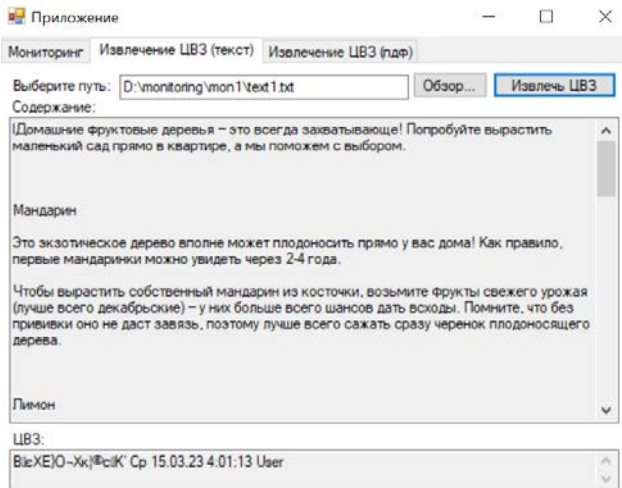 Приложение
Мониторинг Извлечение ЦВЗ (текст) Извлечение ЦВЗ (пдф)
Выберите путь: D:\monitoring\mon1\text1.txt Обзор... Извлечь ЦВЗ
Содержание:
Домашние фруктовые деревья – это всегда захватывающе! Попробуйте вырастить
маленький сад прямо в квартире, а мы поможем с выбором.
Мандарин
Это экзотическое дерево вполне может плодоносить прямо у вас дома! Как правило,
первые мандаринки можно увидеть через 2-4 года.
Чтобы вырастить собственный мандарин из косточки, возьмите фрукты свежего урожая
(лучше всего декабрьские) – у них больше всего шансов дать всходы. Помните, что без
прививки оно не даст завязь, поэтому лучше всего сажать сразу черенок плодоносящего
дерева.
Лимон
ЦВЗ:
Ср 15.03.23 4:01:13 User